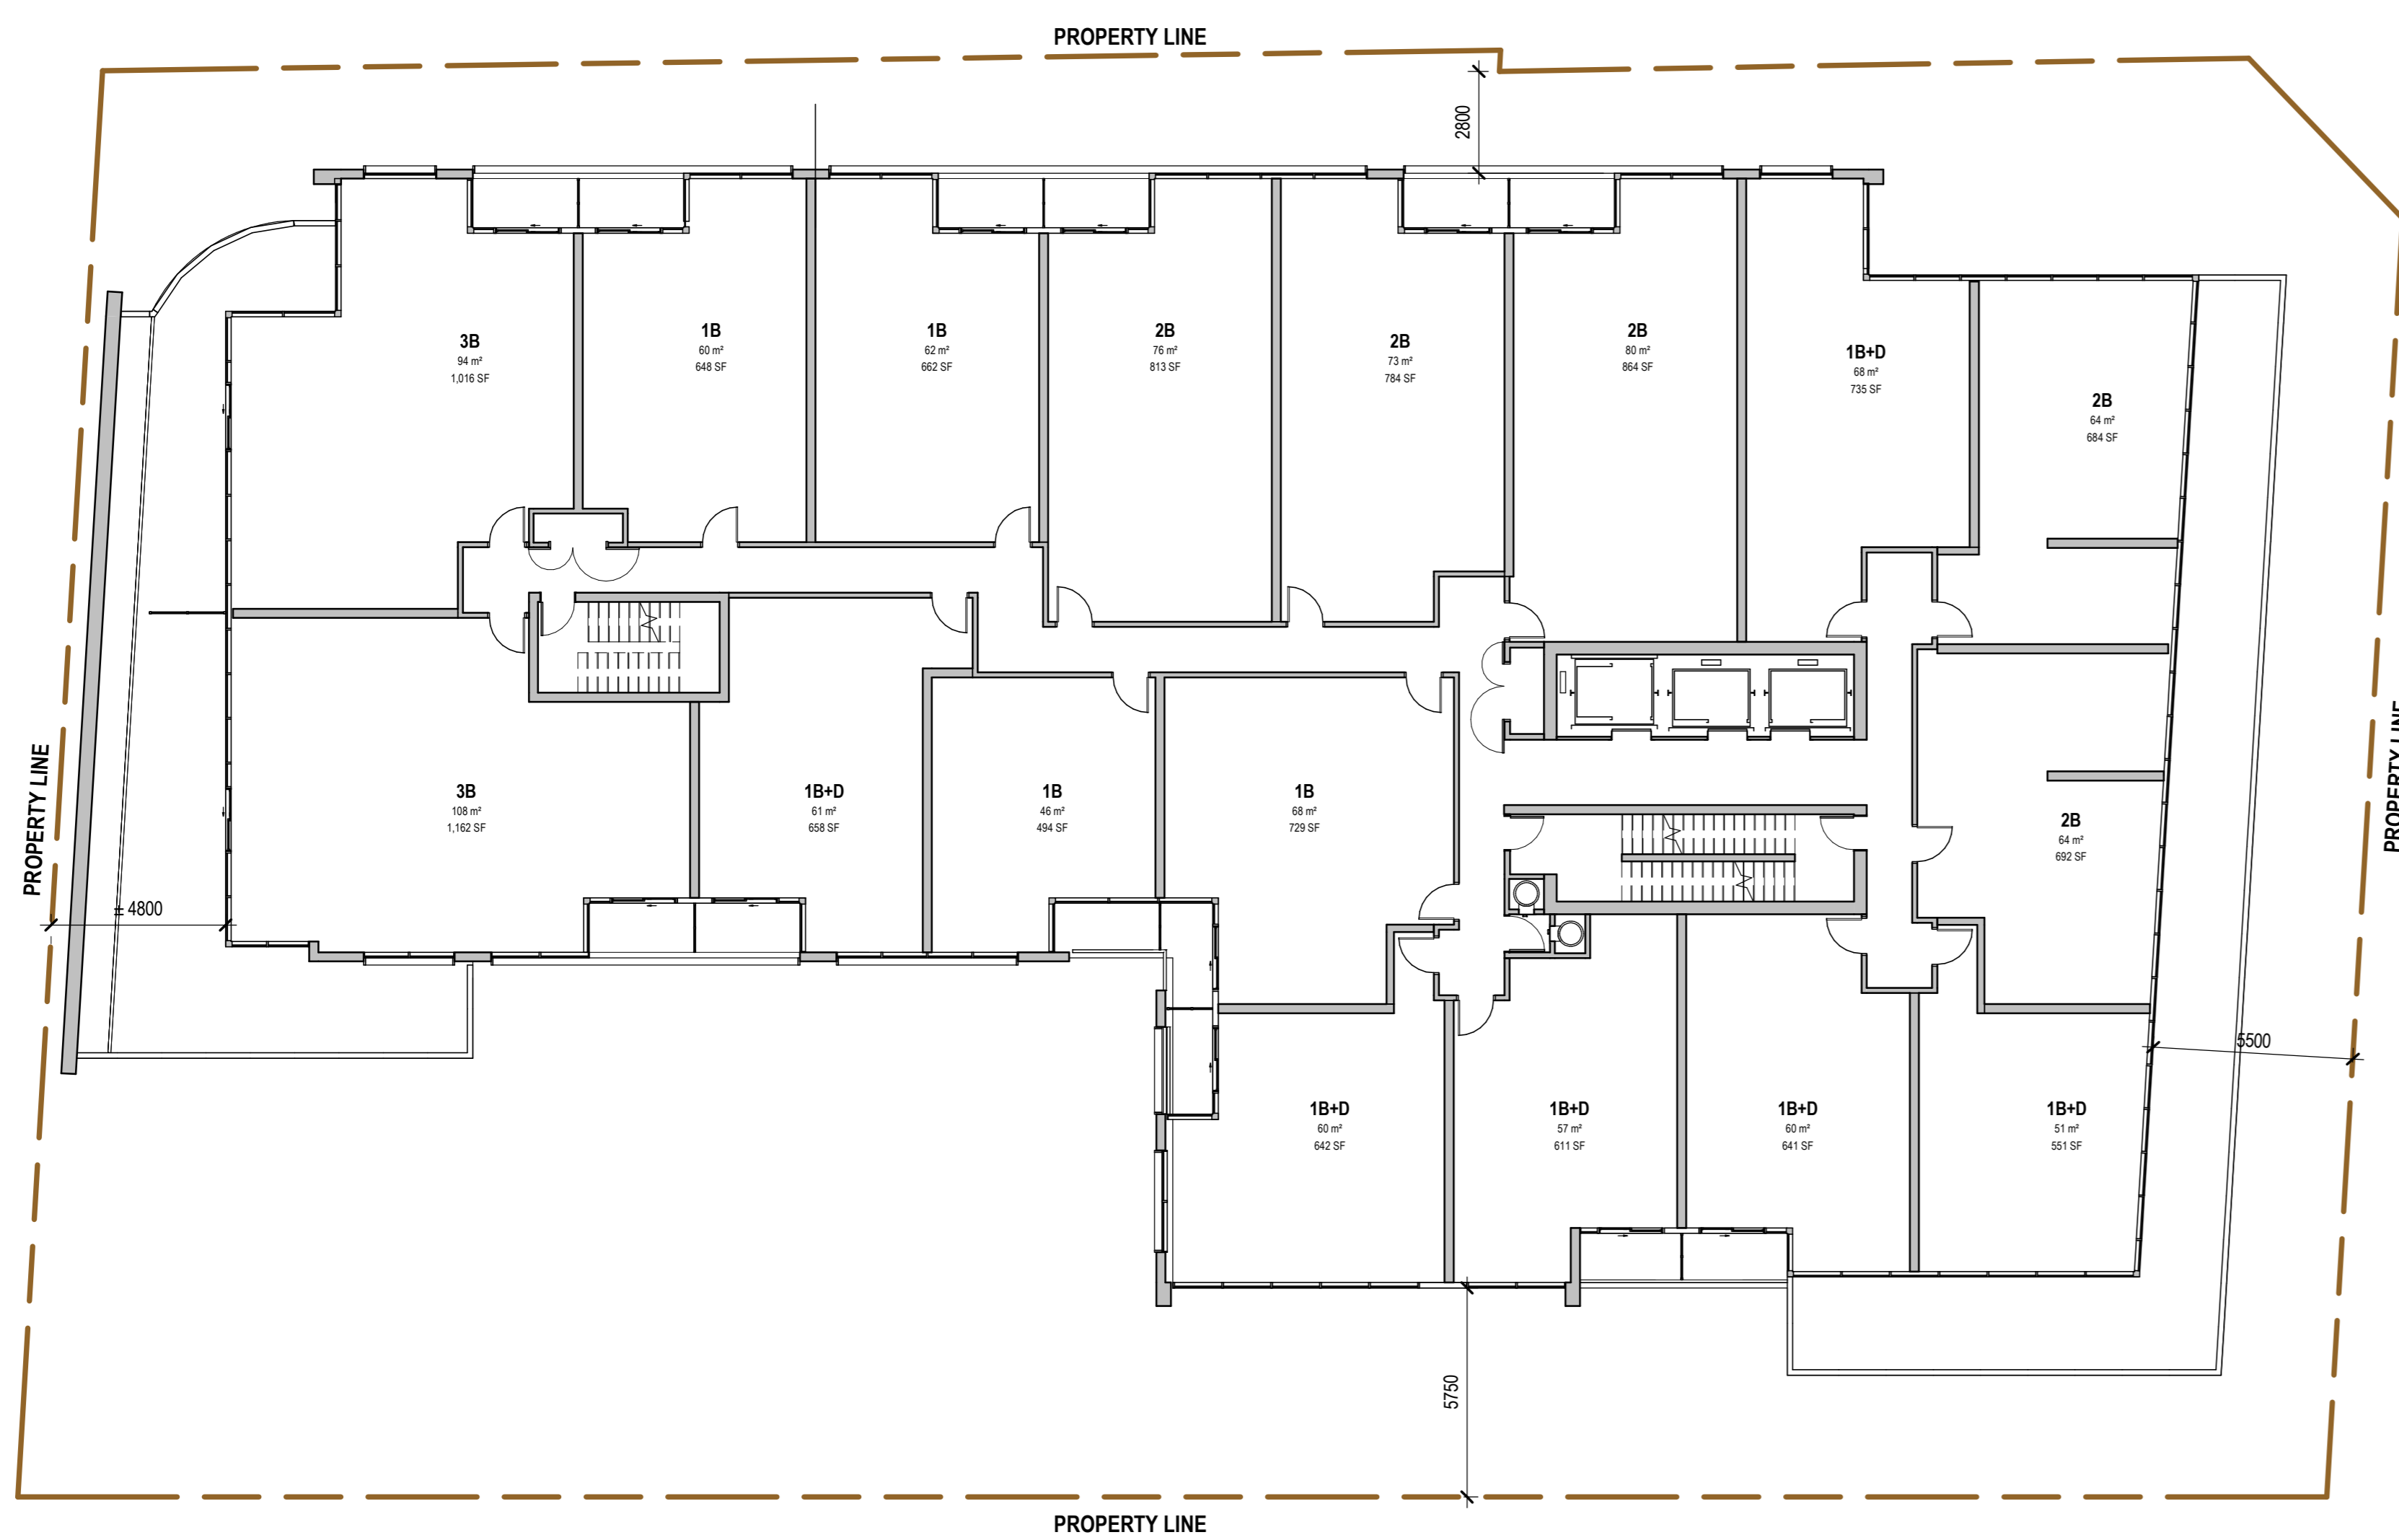 PROPERTY LINE
2800
3B
94 m²
1,016 SF
1B
60 m²
648 SF
1B
62 m²
662 SF
2B
76 m²
813 SF
2B
73 m²
784 SF
2B
80 m²
864 SF
1B+D
68 m²
735 SF
2B
64 m²
684 SF
PROPERTY LINE
PROPERTY LINE
3B
108 m²
1,162 SF
1B+D
61 m²
658 SF
1B
46 m²
494 SF
1B
68 m²
729 SF
2B
64 m²
692 SF
± 4800
5500
1B+D
60 m²
642 SF
1B+D
57 m²
611 SF
1B+D
60 m²
641 SF
1B+D
51 m²
551 SF
5750
PROPERTY LINE